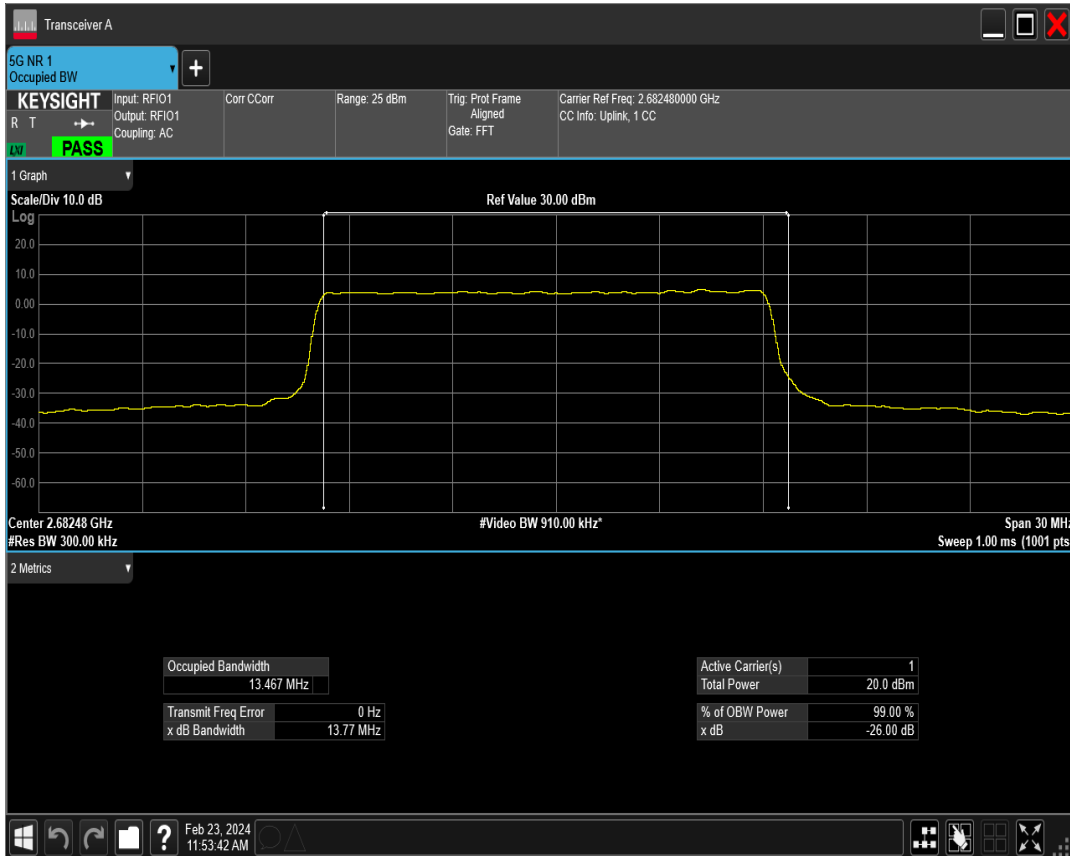 Transceiver A
5G NR 1
Occupied BW
+
KEYSIGHT
R T
LXI
PASS
Input: RFIO1
Output: RFIO1
Coupling: AC
Corr CCorr
Range: 25 dBm
Trig: Prot Frame
Aligned
Gate: FFT
Carrier Ref Freq: 2.682480000 GHz
CC Info: Uplink, 1 CC
1 Graph
Scale/Div 10.0 dB
Ref Value 30.00 dBm
Log
20.0
10.0
0.00
-10.0
-20.0
-30.0
-40.0
-50.0
-60.0
Center 2.68248 GHz
#Video BW 910.00 kHz*
Span 30 MHz
#Res BW 300.00 kHz
Sweep 1.00 ms (1001 pts
2 Metrics
Occupied Bandwidth
13.467 MHz
Transmit Freq Error 0 Hz
x dB Bandwidth 13.77 MHz
Active Carrier(s) 1
Total Power 20.0 dBm
% of OBW Power 99.00 %
x dB -26.00 dB
?
Feb 23, 2024
11:53:42 AM